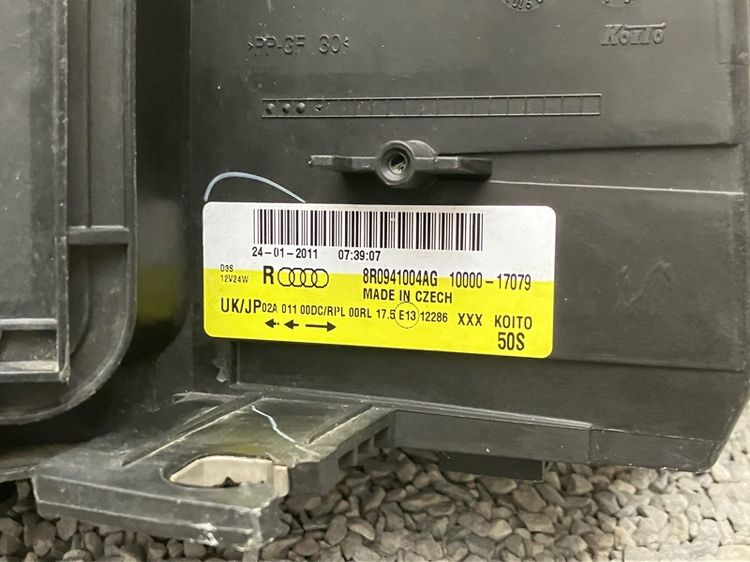 >PP-GF 30<
KOITO
24-01-2011 07:39:07
D3S
12V24W
R
8R0941004AG 10000-17079
MADE IN CZECH
UK/JP 02A 011 00DC/RPL 00RL 17.5 E13 12286 XXX KOITO
50S